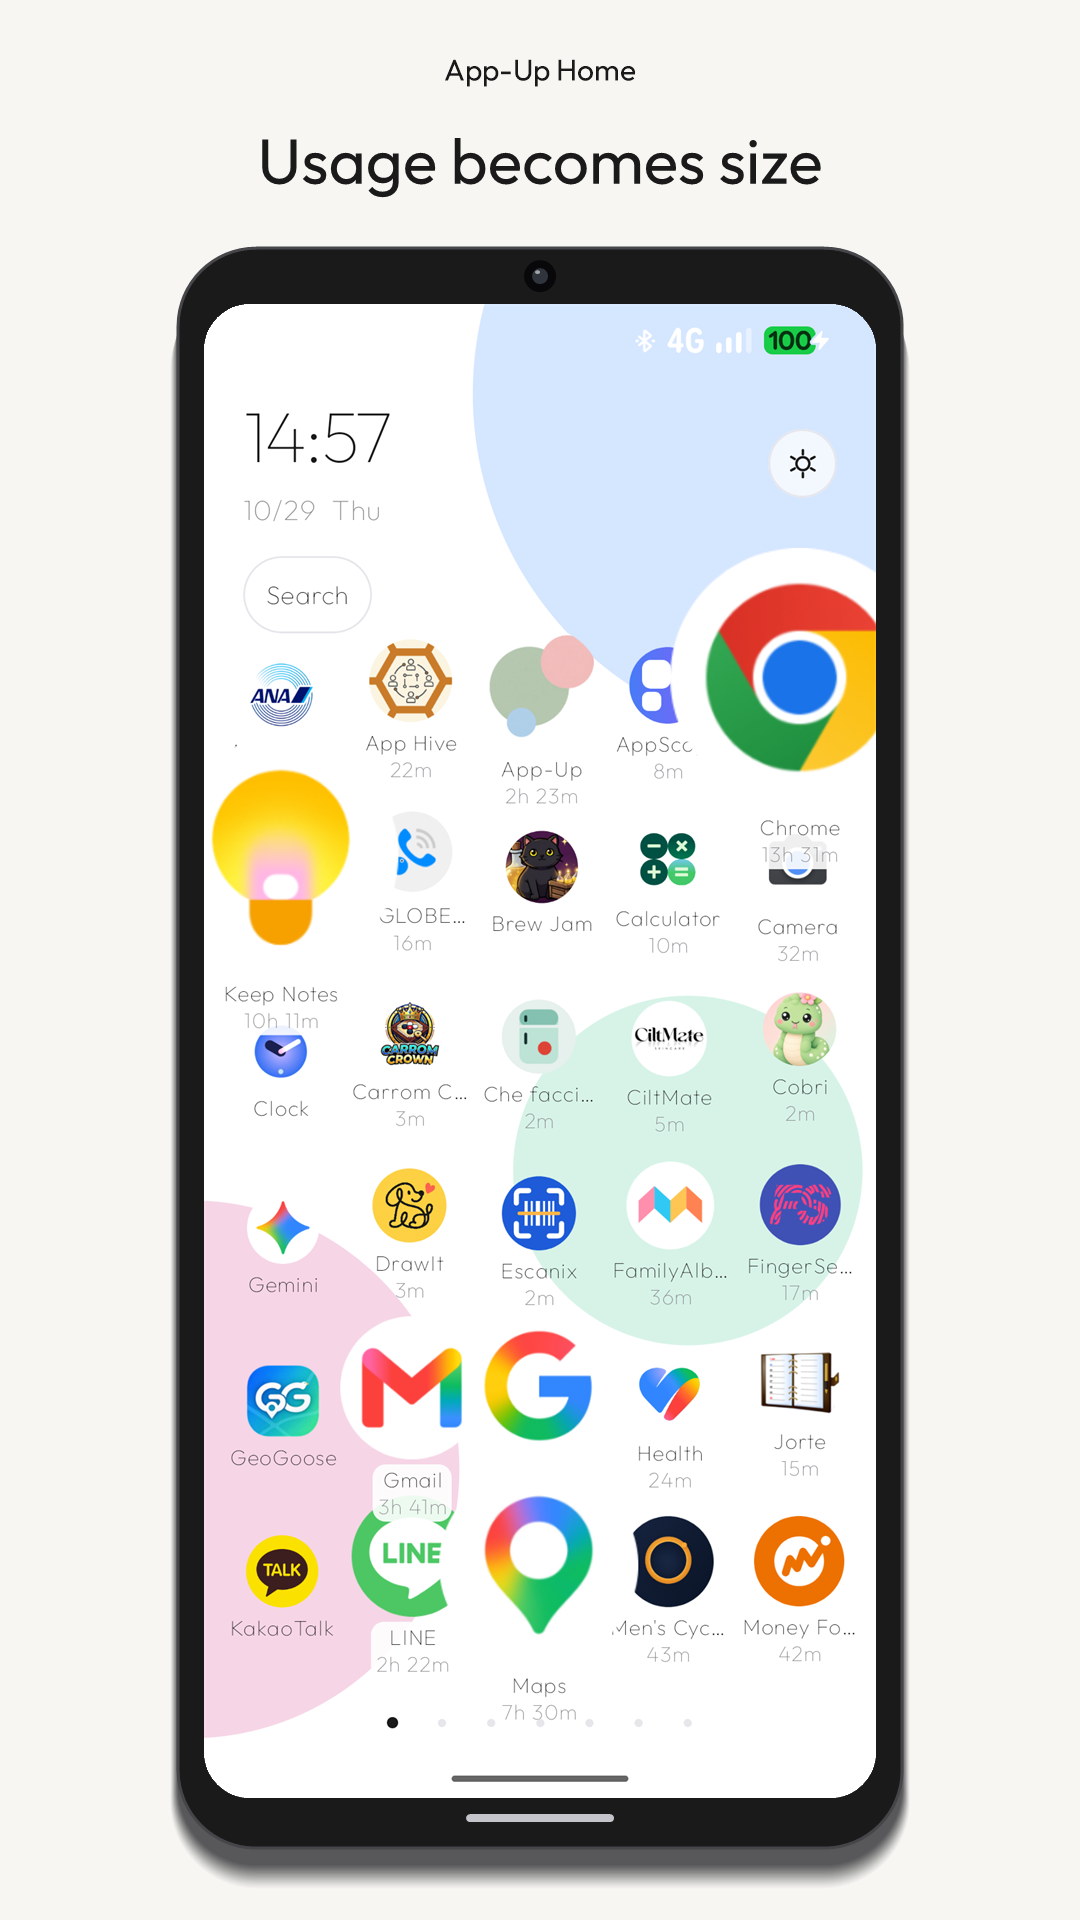 App-Up Home
Usage becomes size
4G 100
14:57
10/29 Thu
Search
ANA
App Hive
22m
App-Up
2h 23m
8m
Chrome
13h 31m
16m
Brew Jam
Calculator
10m
Camera
32m
Keep Notes
10h 11m
Clock
CARROM
CROWN
Carrom C...
3m
Che facci...
2m
CiltMate
CiltMate
5m
Cobri
2m
Gemini
DrawIt
3m
Escanix
2m
FamilyAlb...
36m
FS
FingerSe...
17m
GG
GeoGoose
Gmail
3h 41m
Health
24m
Jorte
15m
TALK
KakaoTalk
LINE
LINE
2h 22m
Maps
7h 30m
Men's Cyc...
43m
Money Fo...
42m